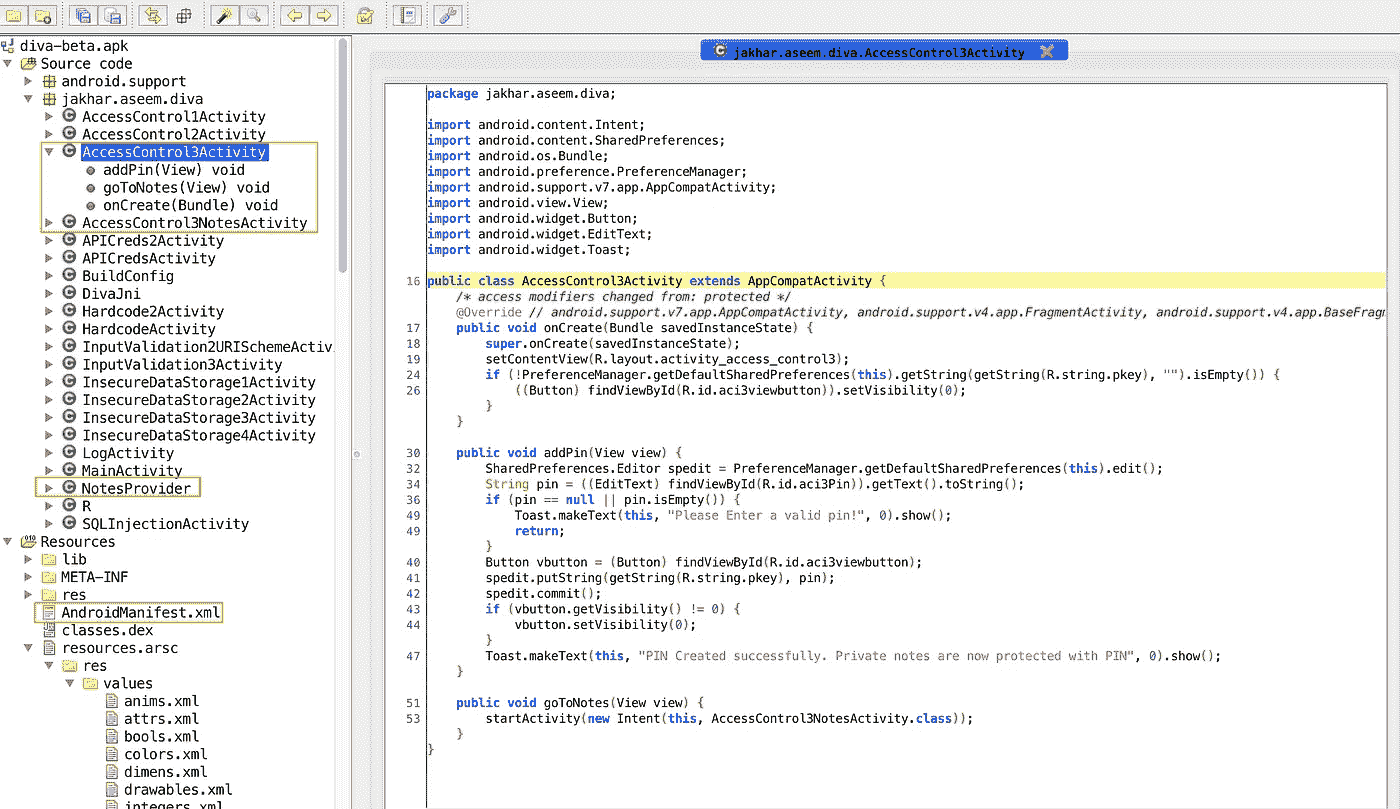 diva-beta.apk
Source code
android.support
jakhar.aseem.diva
AccessControl1Activity
AccessControl2Activity
AccessControl3Activity
addPin(View) void
goToNotes(View) void
onCreate(Bundle) void
AccessControl3NotesActivity
APICreds2Activity
APICredsActivity
BuildConfig
DivaJni
Hardcode2Activity
HardcodeActivity
InputValidation2URISchemeActiv
InputValidation3Activity
InsecureDataStorage1Activity
InsecureDataStorage2Activity
InsecureDataStorage3Activity
InsecureDataStorage4Activity
LogActivity
MainActivity
NotesProvider
R
SQLInjectionActivity
Resources
lib
META-INF
res
AndroidManifest.xml
classes.dex
resources.arsc
res
values
anims.xml
attrs.xml
bools.xml
colors.xml
dimens.xml
drawables.xml
integers.xml
jakhar.aseem.diva.AccessControl3Activity
package jakhar.aseem.diva;
import android.content.Intent;
import android.content.SharedPreferences;
import android.os.Bundle;
import android.preference.PreferenceManager;
import android.support.v7.app.AppCompatActivity;
import android.view.View;
import android.widget.Button;
import android.widget.EditText;
import android.widget.Toast;
16 public class AccessControl3Activity extends AppCompatActivity {
/* access modifiers changed from: protected */
@Override // android.support.v7.app.AppCompatActivity, android.support.v4.app.FragmentActivity, android.support.v4.app.BaseFragm
17 public void onCreate(Bundle savedInstanceState) {
18 super.onCreate(savedInstanceState);
19 setContentView(R.layout.activity_access_control3);
24 if (!PreferenceManager.getDefaultSharedPreferences(this).getString(getString(R.string.pkey), "").isEmpty()) {
26 ((Button) findViewById(R.id.aci3viewbutton)).setVisibility(0);
}
}
30 public void addPin(View view) {
32 SharedPreferences.Editor spedit = PreferenceManager.getDefaultSharedPreferences(this).edit();
34 String pin = ((EditText) findViewById(R.id.aci3Pin)).getText().toString();
36 if (pin == null || pin.isEmpty()) {
49 Toast.makeText(this, "Please Enter a valid pin!", 0).show();
49 return;
}
40 Button vbutton = (Button) findViewById(R.id.aci3viewbutton);
41 spedit.putString(getString(R.string.pkey), pin);
42 spedit.commit();
43 if (vbutton.getVisibility() != 0) {
44 vbutton.setVisibility(0);
}
47 Toast.makeText(this, "PIN Created successfully. Private notes are now protected with PIN", 0).show();
}
51 public void goToNotes(View view) {
53 startActivity(new Intent(this, AccessControl3NotesActivity.class));
}
}